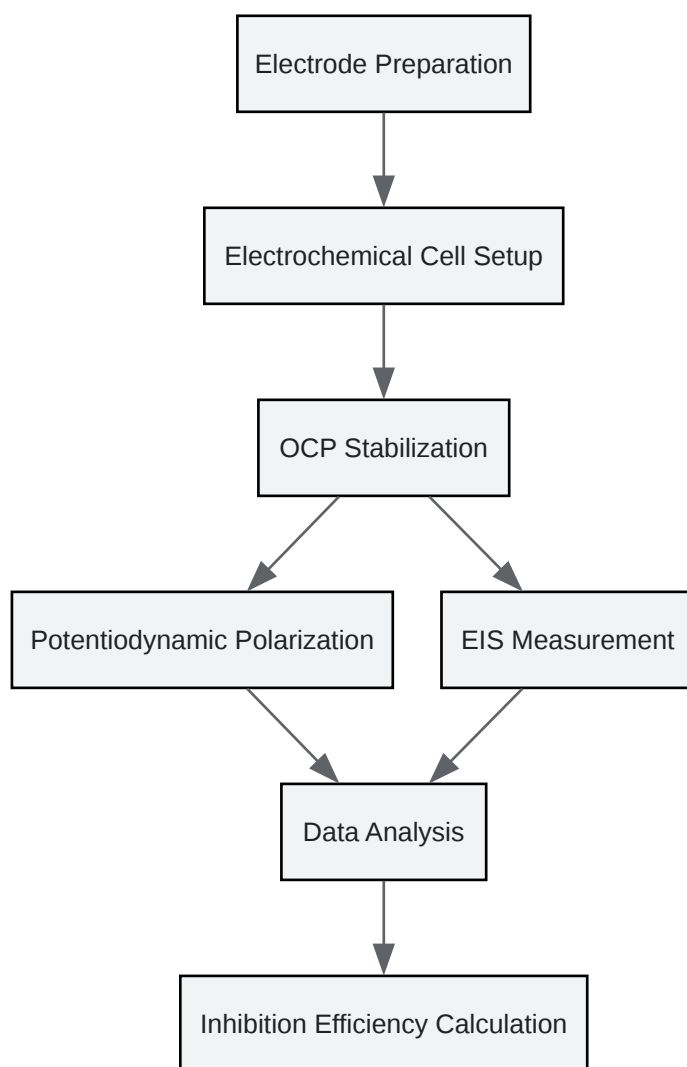 Electrode Preparation
Electrochemical Cell Setup
OCP Stabilization
Potentiodynamic Polarization
EIS Measurement
Data Analysis
Inhibition Efficiency Calculation